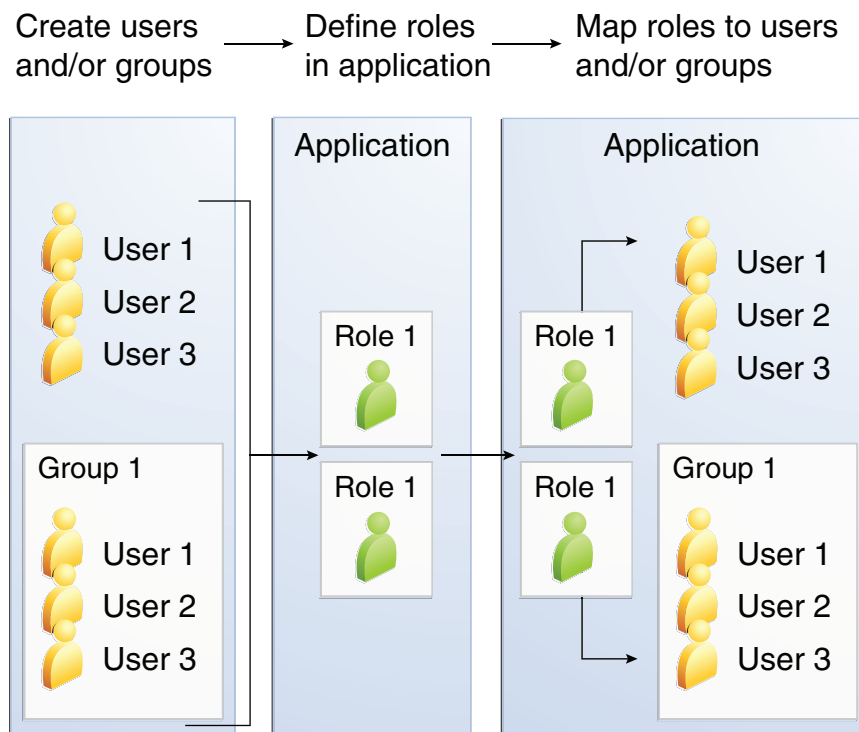 Create users
and/or groups
Define roles
in application
Map roles to users
and/or groups
User 1
User 2
User 3
Group 1
User 1
User 2
User 3
Application
Role 1
Role 1
Application
Role 1
Role 1
User 1
User 2
User 3
Group 1
User 1
User 2
User 3